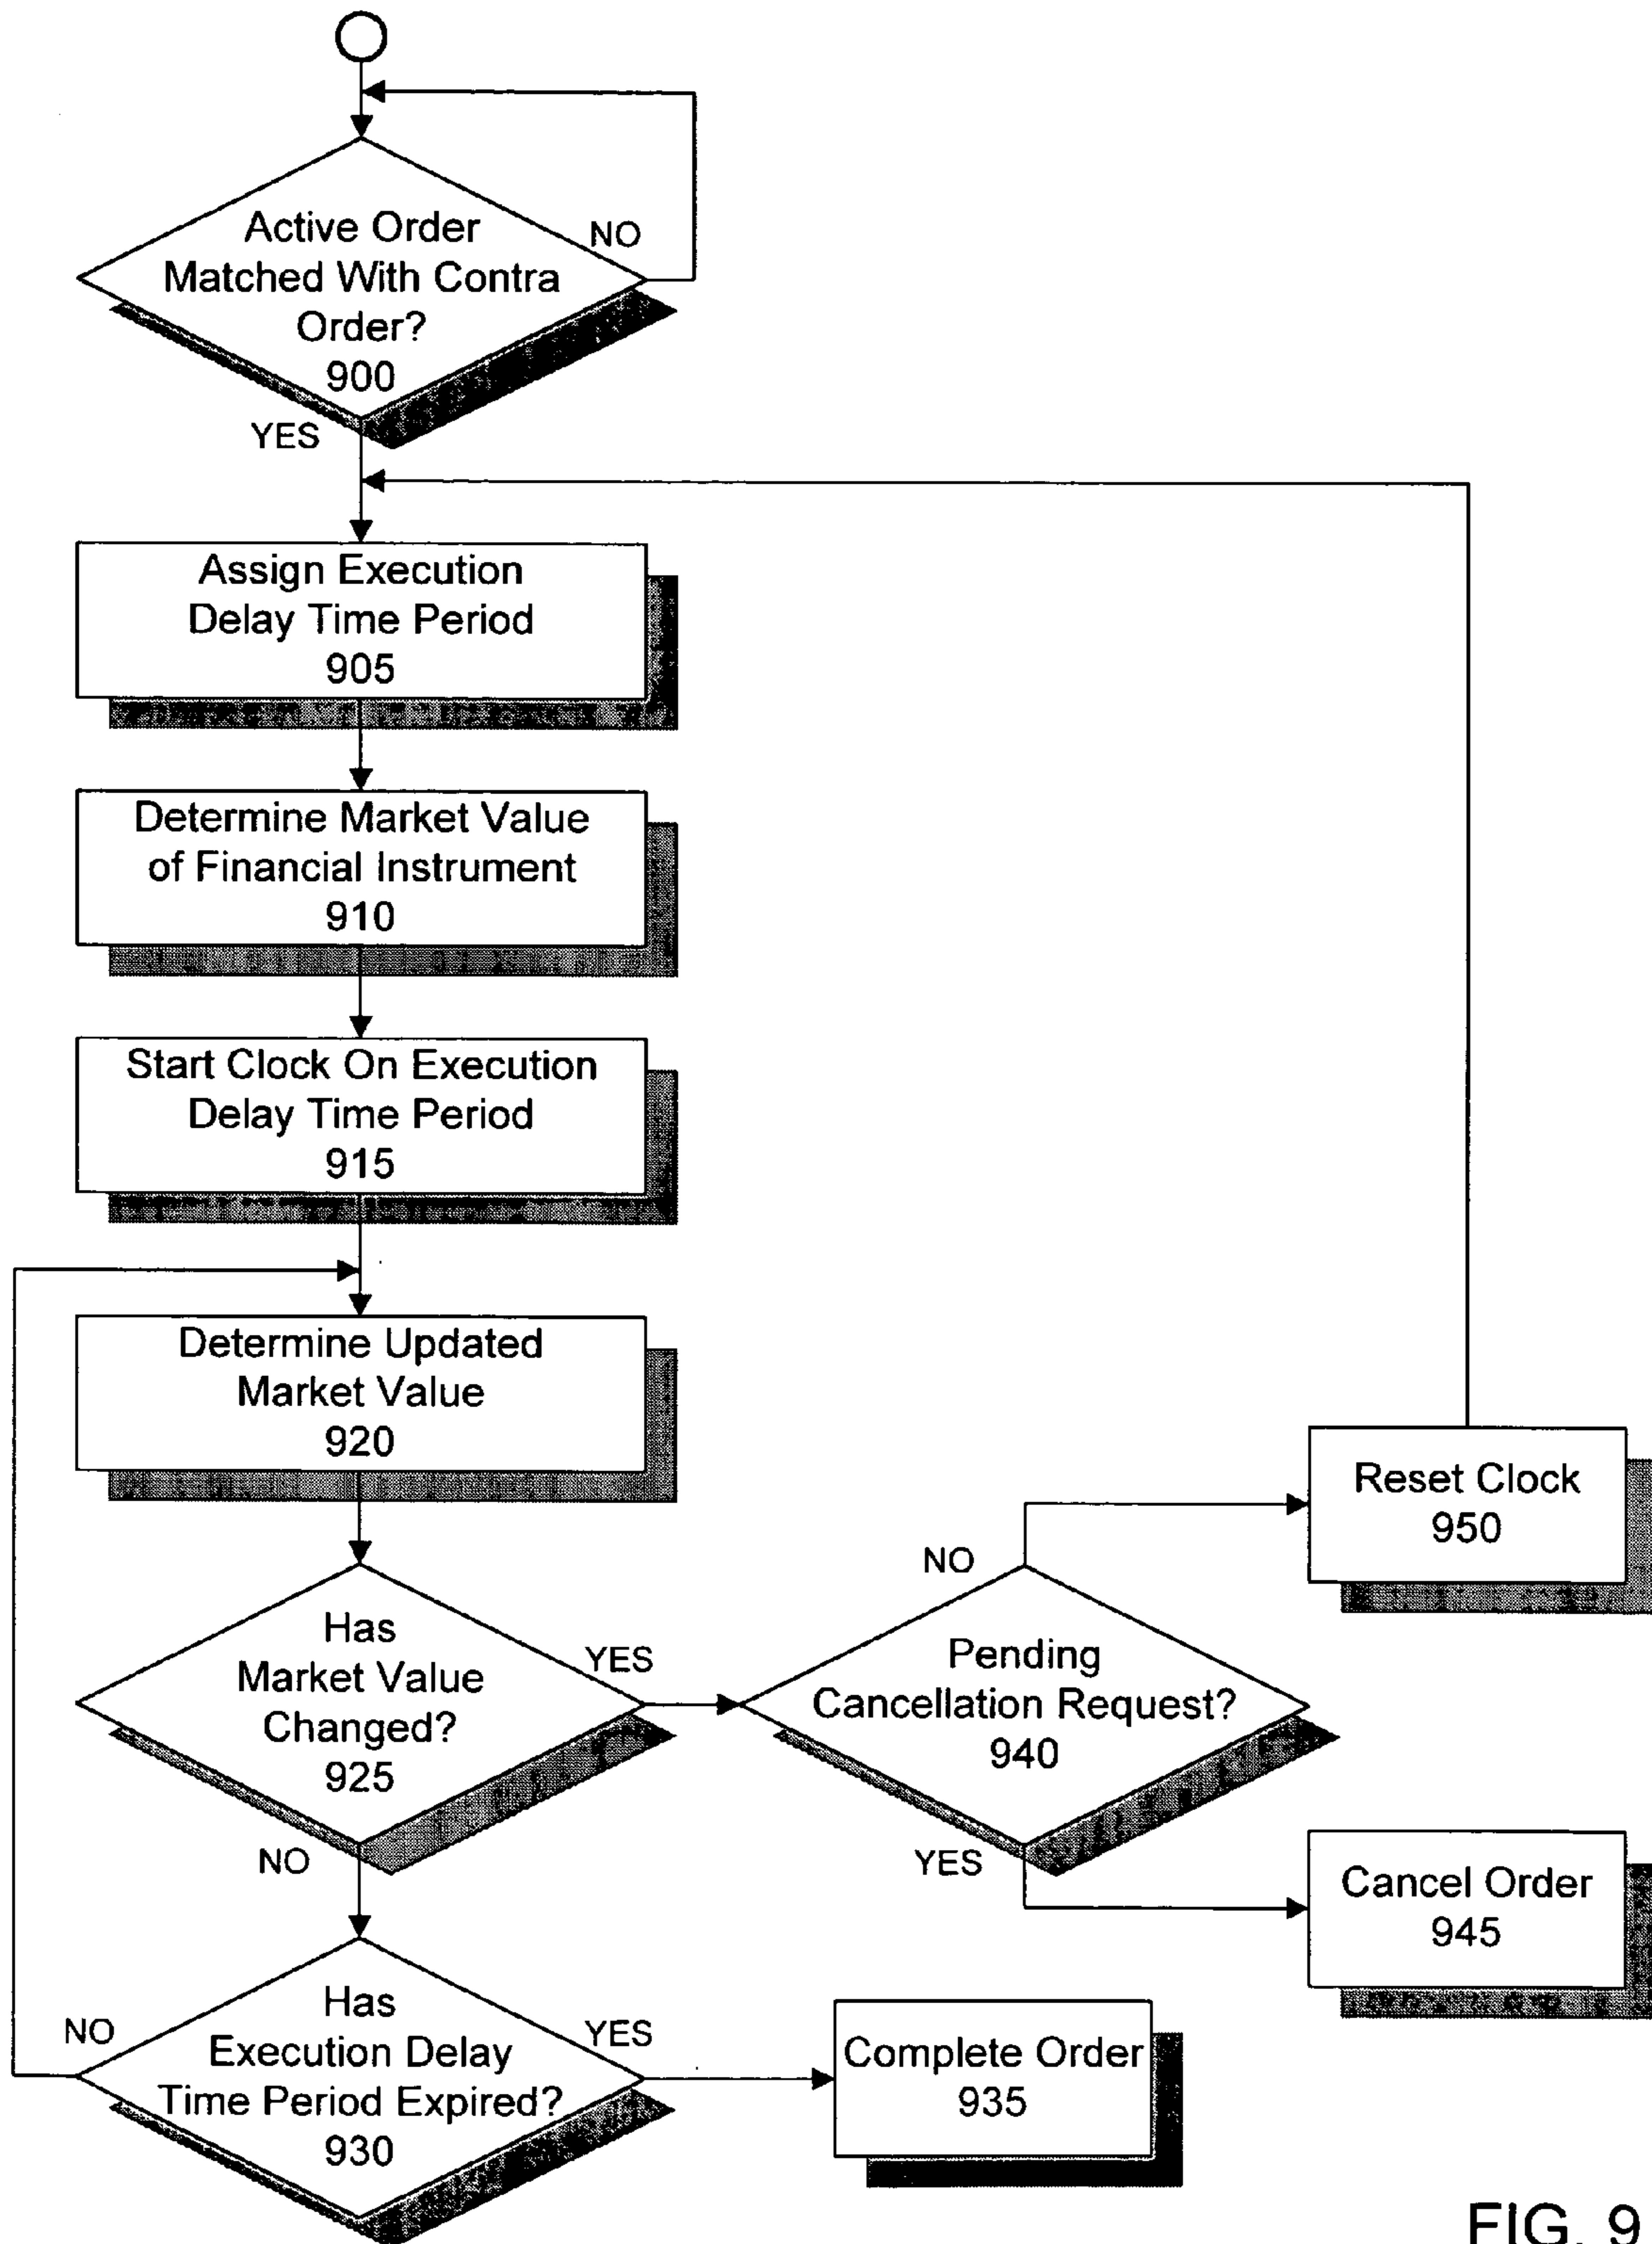 Active Order
Matched With Contra
Order?
900
NO
YES
Assign Execution
Delay Time Period
905
Determine Market Value
of Financial Instrument
910
Start Clock On Execution
Delay Time Period
915
Determine Updated
Market Value
920
Has
Market Value
Changed?
925
YES
NO
Pending
Cancellation Request?
940
NO
YES
Reset Clock
950
Cancel Order
945
Has
Execution Delay
Time Period Expired?
930
NO
YES
Complete Order
935
FIG. 9